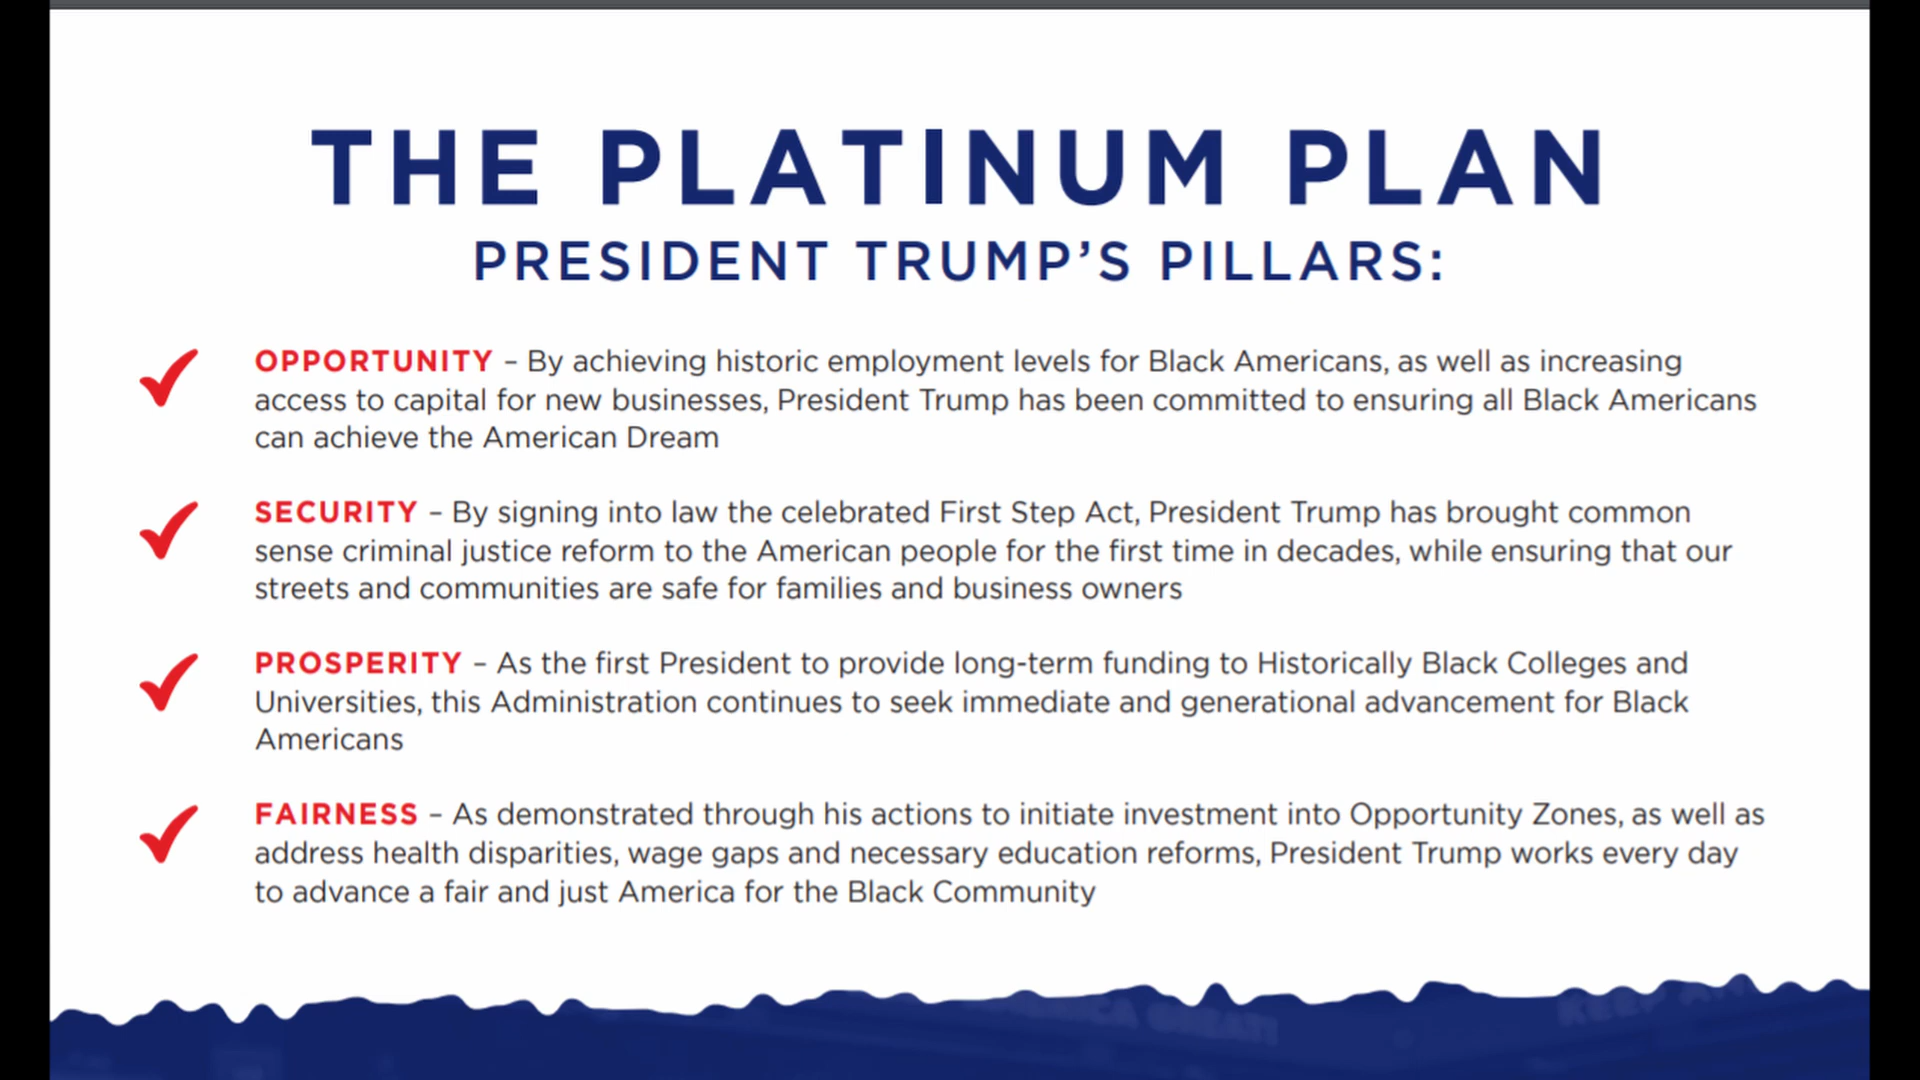 THE PLATINUM PLAN
PRESIDENT TRUMP’S PILLARS:
OPPORTUNITY – By achieving historic employment levels for Black Americans, as well as increasing
access to capital for new businesses, President Trump has been committed to ensuring all Black Americans
can achieve the American Dream
SECURITY – By signing into law the celebrated First Step Act, President Trump has brought common
sense criminal justice reform to the American people for the first time in decades, while ensuring that our
streets and communities are safe for families and business owners
PROSPERITY – As the first President to provide long-term funding to Historically Black Colleges and
Universities, this Administration continues to seek immediate and generational advancement for Black
Americans
FAIRNESS – As demonstrated through his actions to initiate investment into Opportunity Zones, as well as
address health disparities, wage gaps and necessary education reforms, President Trump works every day
to advance a fair and just America for the Black Community
GREAT!
KEEP